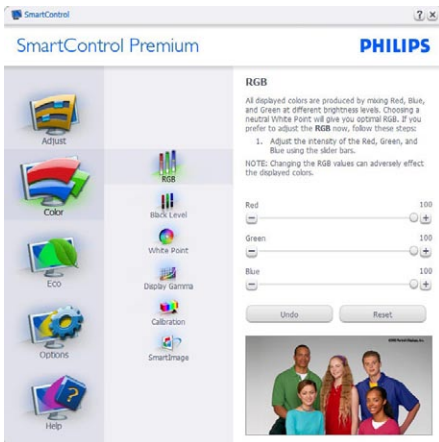 SmartControl
?
x
SmartControl Premium
PHILIPS
Adjust
Color
Eco
Options
Help
RGB
Black Level
White Point
Display Gamma
Calibration
SmartImage
RGB
All displayed colors are produced by mixing Red, Blue,
and Green at different brightness levels. Choosing a
neutral White Point will give you optimal RGB. If you
prefer to adjust the RGB now, follow these steps:
1. Adjust the intensity of the Red, Green, and
Blue using the slider bars.
NOTE: Changing the RGB values can adversely effect
the displayed colors.
Red 100
Green 100
Blue 100
Undo Reset